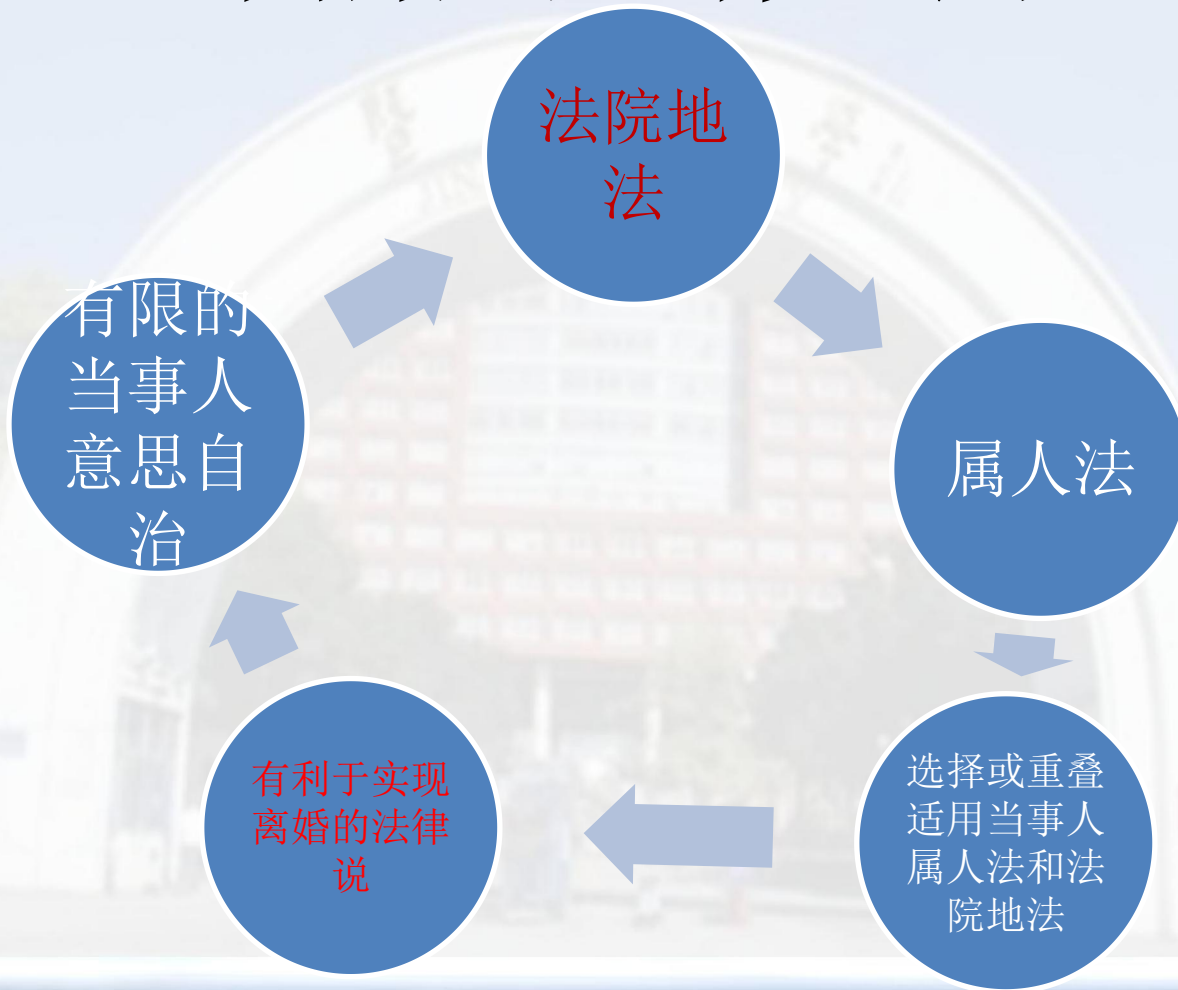 法院地
法
有限的
当事人
意思自
治
属人法
选择或重叠
适用当事人
属人法和法
院地法
有利于实现
离婚的法律
说